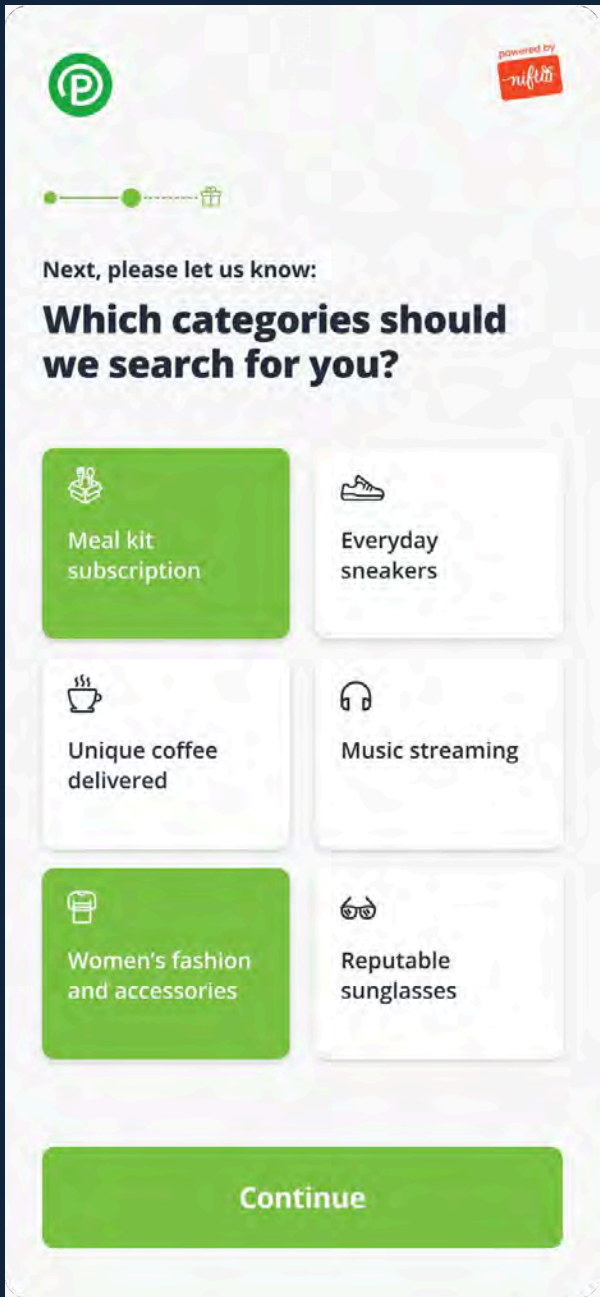 powered by
Next, please let us know:
Which categories should
we search for you?
Meal kit
subscription
Everyday
sneakers
Unique coffee
delivered
Music streaming
Women's fashion
and accessories
Reputable
sunglasses
Continue